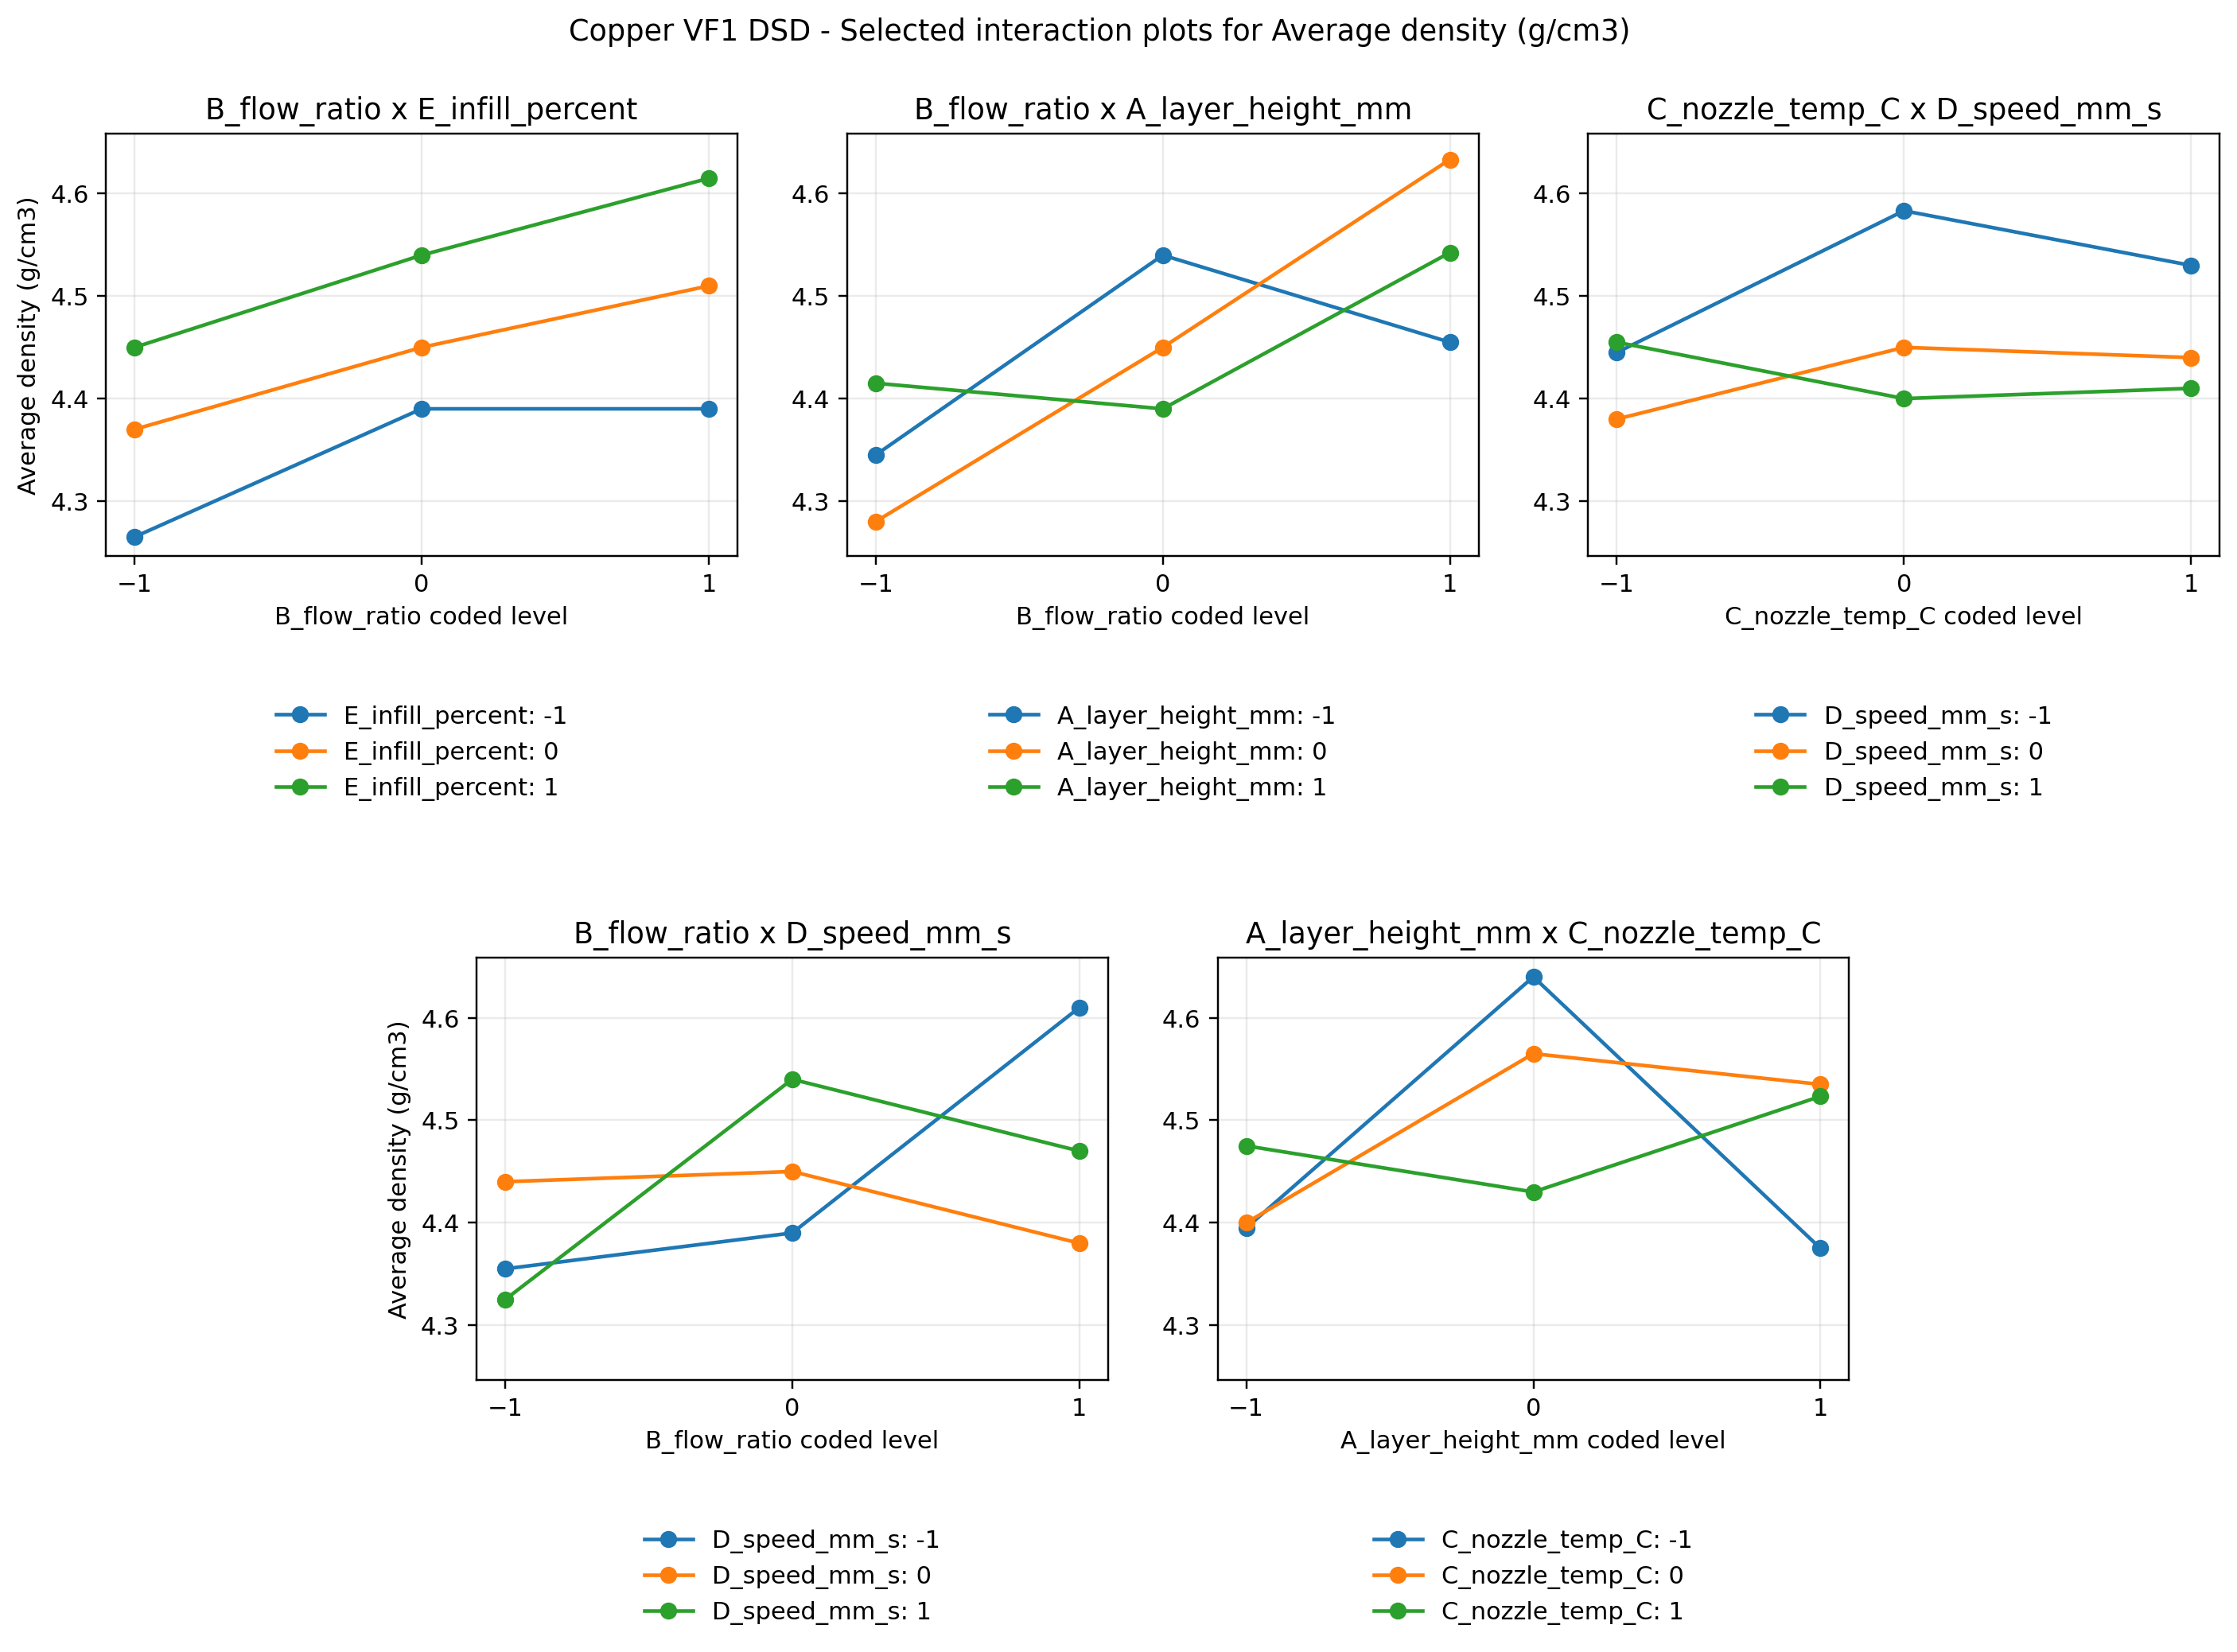 Copper VF1 DSD - Selected interaction plots for Average density (g/cm3)
B_flow_ratio x E_infill_percent
Average density (g/cm3)
4.6
4.5
4.4
4.3
−1 0 1
B_flow_ratio coded level
E_infill_percent: -1
E_infill_percent: 0
E_infill_percent: 1
B_flow_ratio x A_layer_height_mm
4.6
4.5
4.4
4.3
−1 0 1
B_flow_ratio coded level
A_layer_height_mm: -1
A_layer_height_mm: 0
A_layer_height_mm: 1
C_nozzle_temp_C x D_speed_mm_s
4.6
4.5
4.4
4.3
−1 0 1
C_nozzle_temp_C coded level
D_speed_mm_s: -1
D_speed_mm_s: 0
D_speed_mm_s: 1
B_flow_ratio x D_speed_mm_s
Average density (g/cm3)
4.6
4.5
4.4
4.3
−1 0 1
B_flow_ratio coded level
D_speed_mm_s: -1
D_speed_mm_s: 0
D_speed_mm_s: 1
A_layer_height_mm x C_nozzle_temp_C
4.6
4.5
4.4
4.3
−1 0 1
A_layer_height_mm coded level
C_nozzle_temp_C: -1
C_nozzle_temp_C: 0
C_nozzle_temp_C: 1